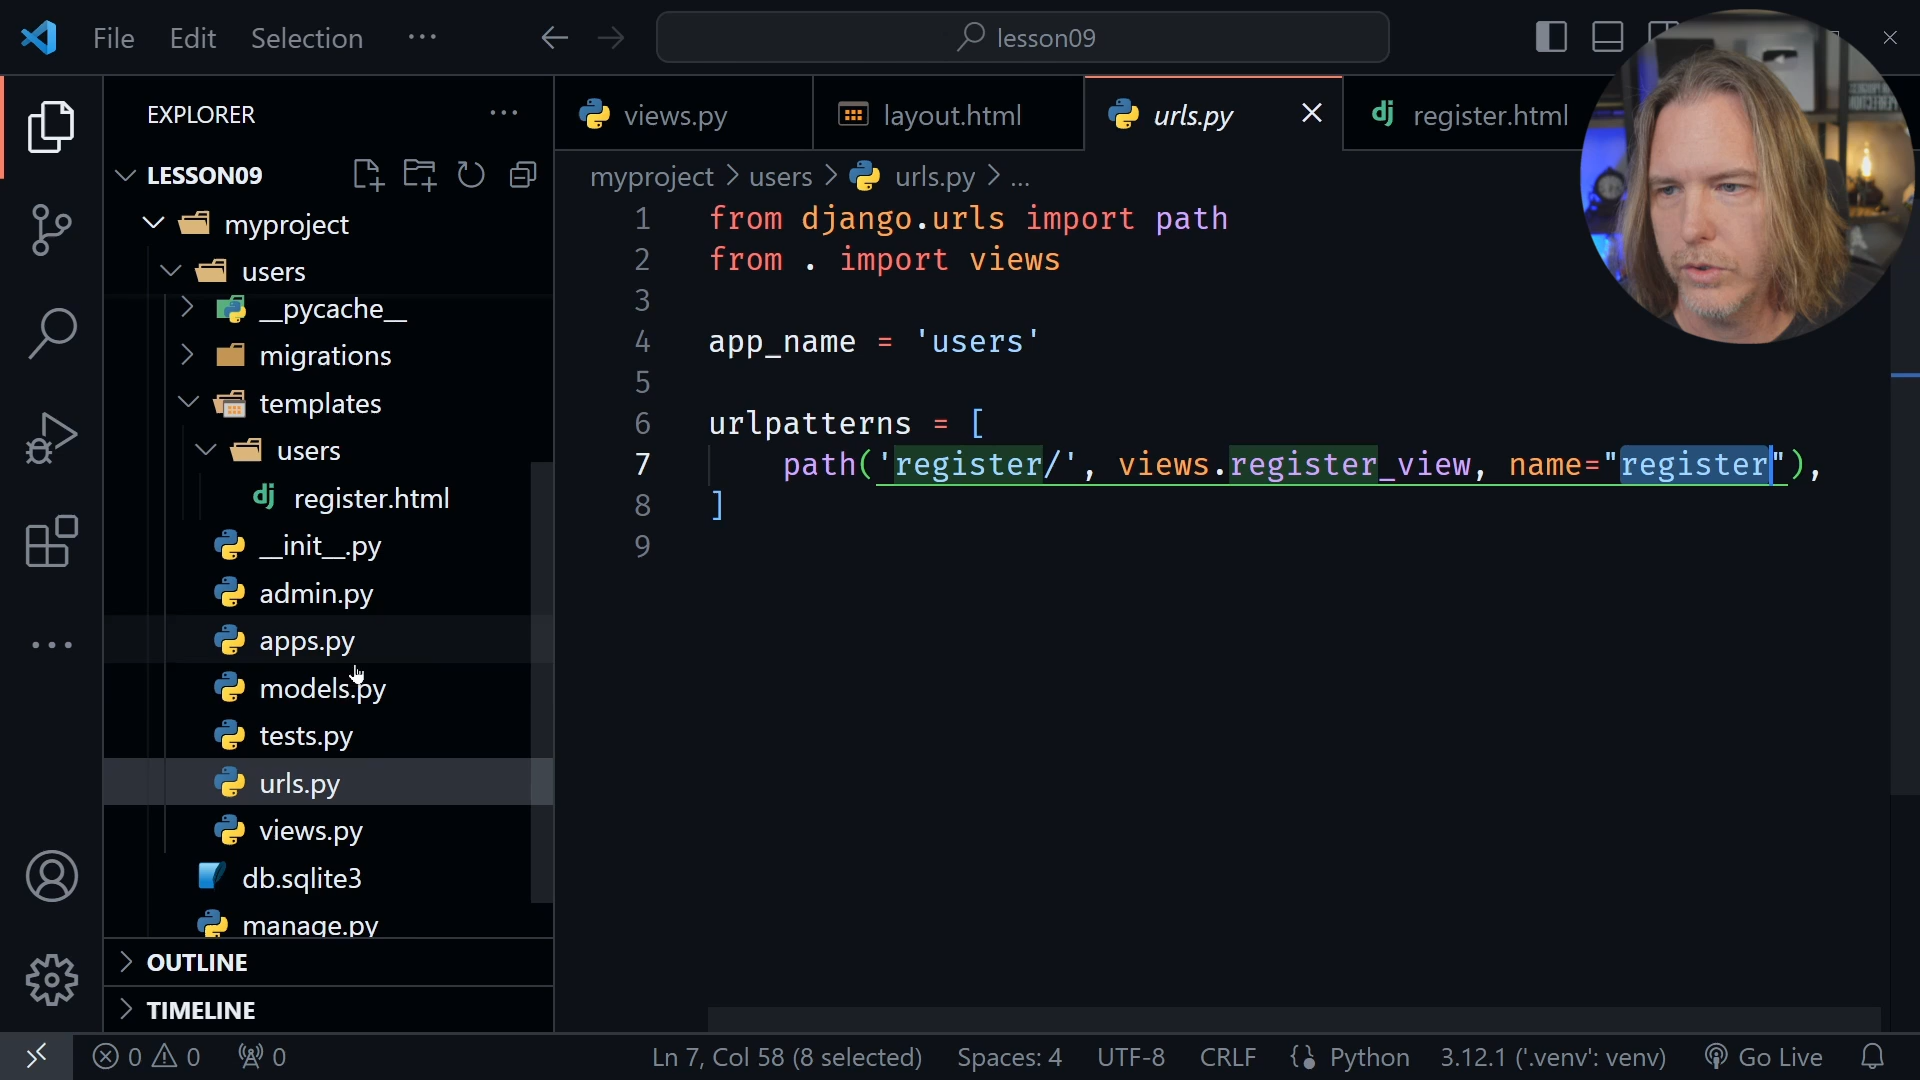 File Edit Selection ... lesson09
EXPLORER ...
LESSON09
myproject
users
__pycache__
migrations
templates
users
register.html
__init__.py
admin.py
apps.py
models.py
tests.py
urls.py
views.py
db.sqlite3
manage.py
OUTLINE
TIMELINE
views.py layout.html urls.py dj register.html
myproject > users > urls.py > ...
1 from django.urls import path
2 from . import views
3
4 app_name = 'users'
5
6 urlpatterns = [
7 path('register/', views.register_view, name="register"),
8 ]
9
0 0 0 Ln 7, Col 58 (8 selected) Spaces: 4 UTF-8 CRLF Python 3.12.1 ('.venv': venv) Go Live